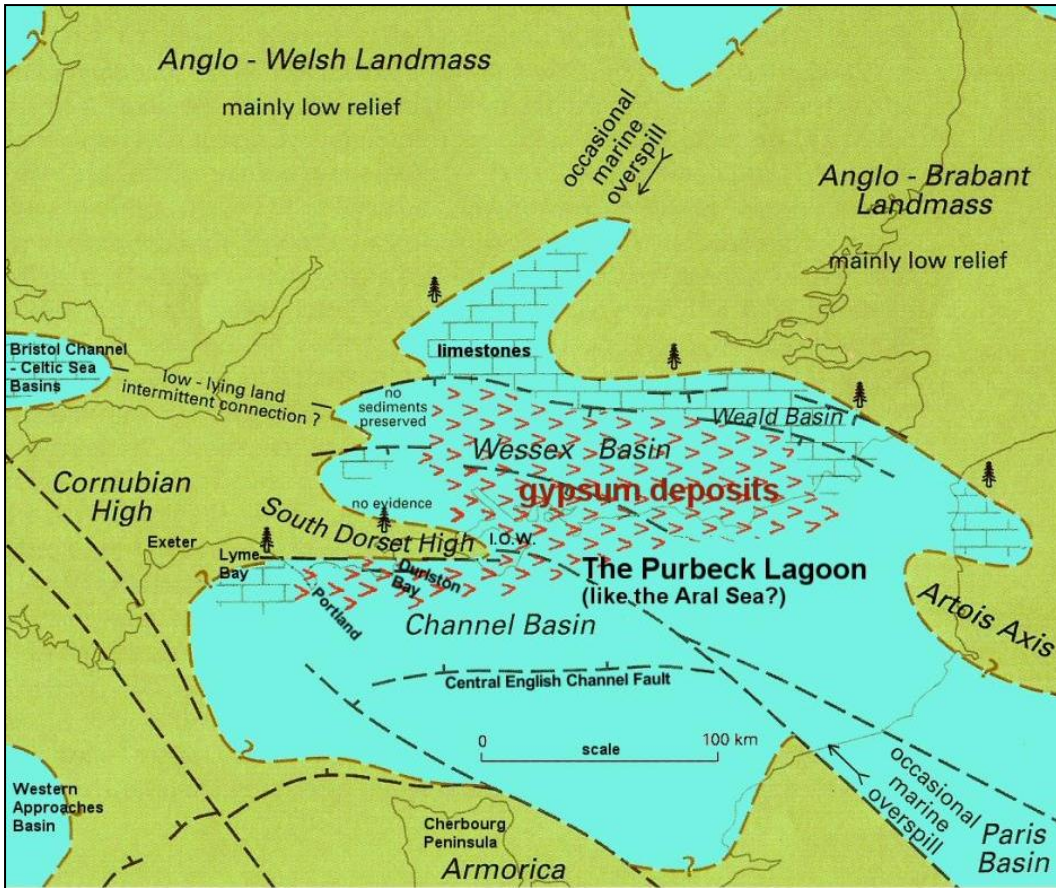 Anglo - Welsh Landmass
mainly low relief
occasional
marine
overspill
Anglo - Brabant
Landmass
mainly low relief
?
?
limestones
Bristol Channel
- Celtic Sea
Basins
low - lying land
intermittent connection ?
no
sediments
preserved
Weald Basin
Wessex Basin
gypsum deposits
no evidence
Cornubian
High
South Dorset High
I.O.W.
Exeter
Lyme
Bay
Durlston
Bay
Portland
The Purbeck Lagoon
(like the Aral Sea?)
Channel Basin
Artois Axis
?
Central English Channel Fault
0
100 km
scale
?
Western
Approaches
Basin
Cherbourg
Peninsula
Armorica
?
occasional
marine
overspill
Paris
Basin